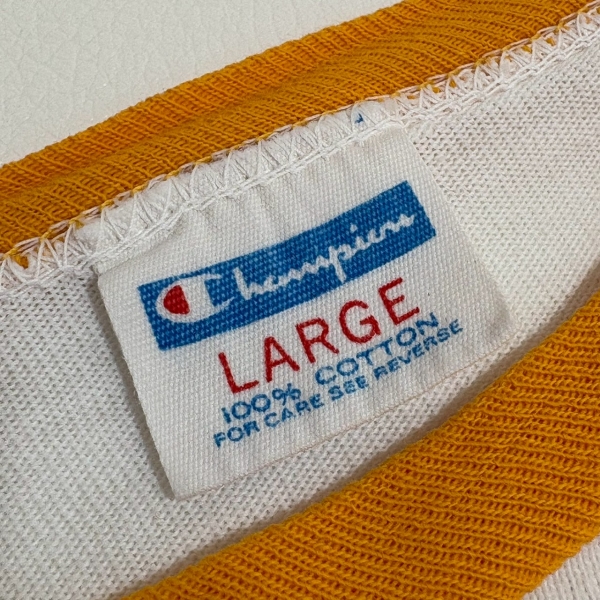 Champion
LARGE
100% COTTON
FOR CARE SEE REVERSE